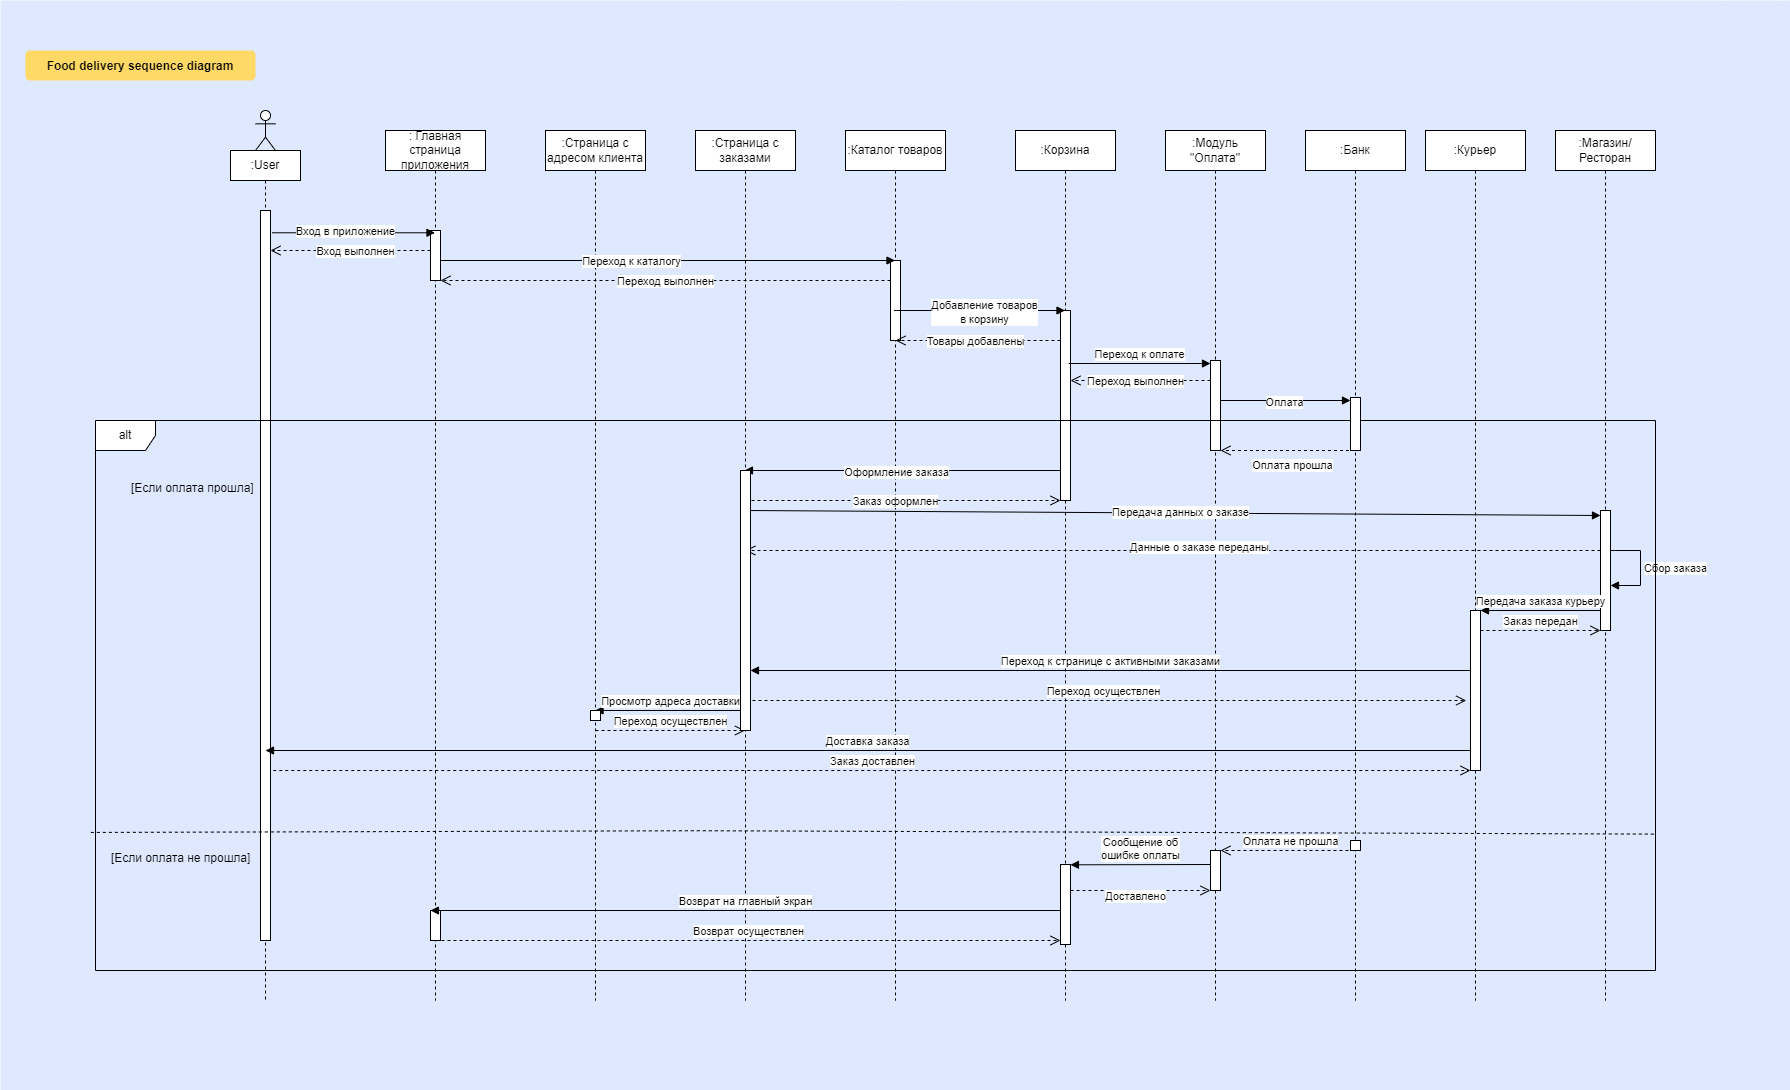 Food delivery sequence diagram
:User
: Главная
страница
приложения
:Страница с
адресом клиента
:Страница с
заказами
:Каталог товаров
:Корзина
:Модуль
"Оплата"
:Банк
:Курьер
:Магазин/
Ресторан
Вход в приложение
Вход выполнен
Переход к каталогу
Переход выполнен
Добавление товаров
в корзину
Товары добавлены
Переход к оплате
Переход выполнен
Оплата
alt
Оплата прошла
Оформление заказа
[Если оплата прошла]
Заказ оформлен
Передача данных о заказе
Данные о заказе переданы
Сбор заказа
Передача заказа курьеру
Заказ передан
Переход к странице с активными заказами
Переход осуществлен
Просмотр адреса доставки
Переход осуществлен
Доставка заказа
Заказ доставлен
Оплата не прошла
Сообщение об
ошибке оплаты
[Если оплата не прошла]
Доставлено
Возврат на главный экран
Возврат осуществлен